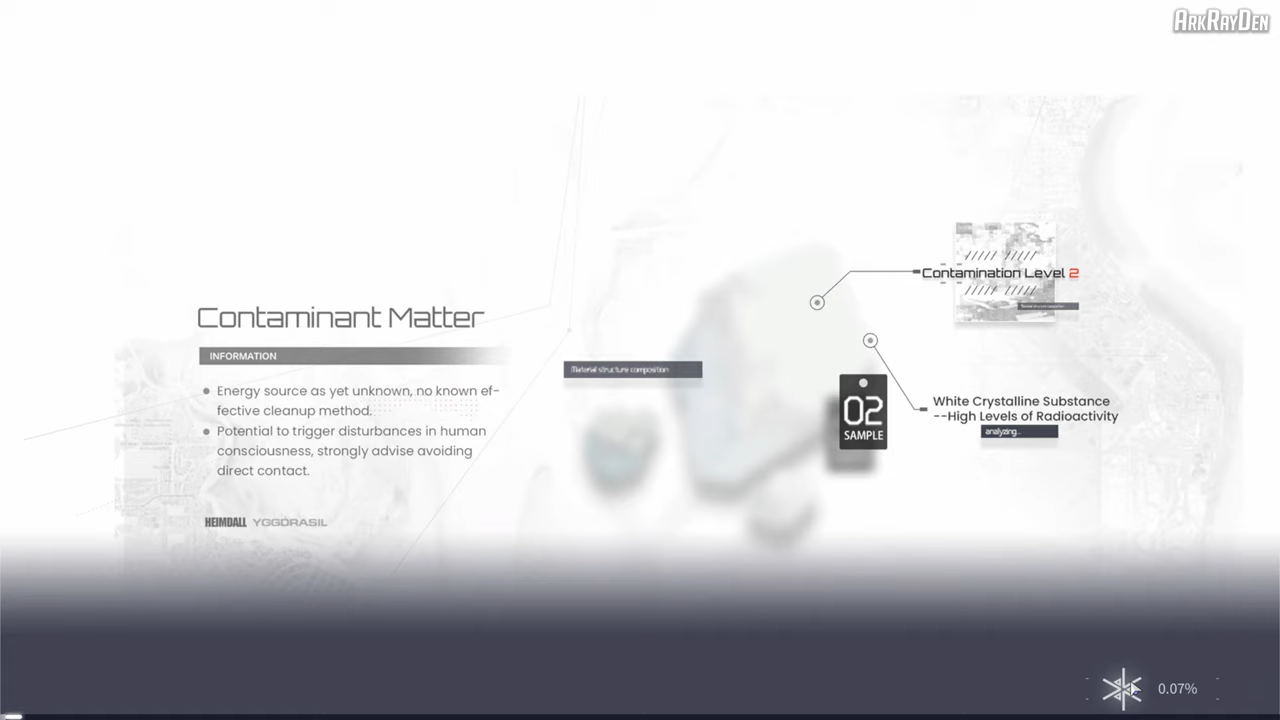 ArkRayDen
Contamination Level 2
Contaminant Matter
INFORMATION
Material structure composition
Energy source as yet unknown, no known ef-
fective cleanup method.
Potential to trigger disturbances in human
consciousness, strongly advise avoiding
direct contact.
02
SAMPLE
White Crystalline Substance
--High Levels of Radioactivity
analyzing...
HEIMDALL YGGDRASIL
0.07%